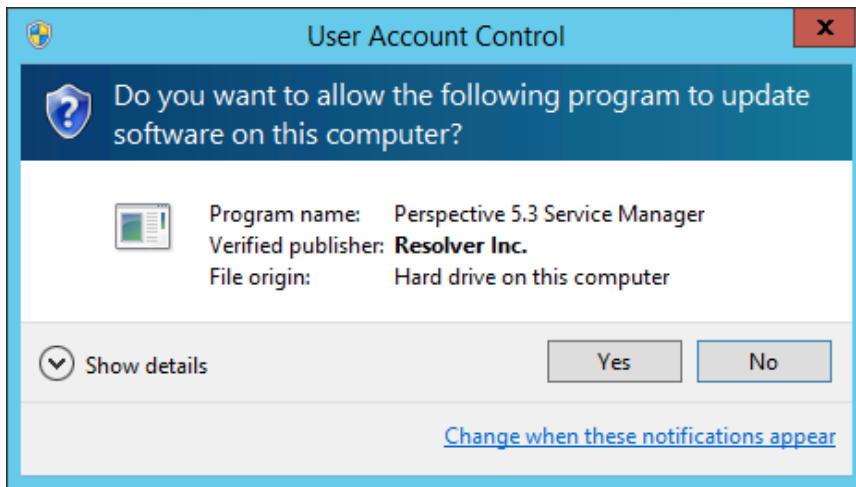 User Account Control
x
Do you want to allow the following program to update
software on this computer?
Program name: Perspective 5.3 Service Manager
Verified publisher: Resolver Inc.
File origin: Hard drive on this computer
Show details
Yes
No
Change when these notifications appear